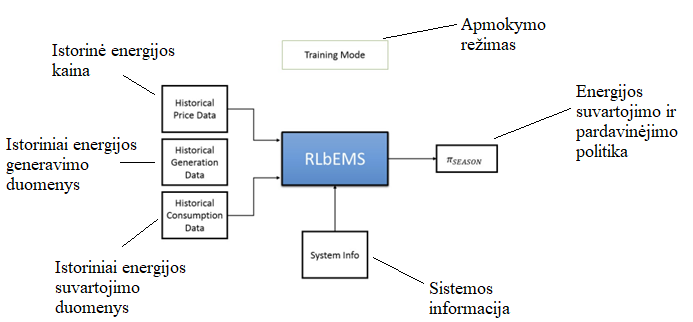 Apmokymo
režimas
Training Mode
Istorinė energijos
kaina
Historical
Price Data
Istoriniai energijos
generavimo
duomenys
Historical
Generation
Data
RLbEMS
π SEASON
Energijos
suvartojimo ir
pardavinėjimo
politika
Historical
Consumption
Data
Istoriniai energijos
suvartojimo
duomenys
System Info
Sistemos
informacija